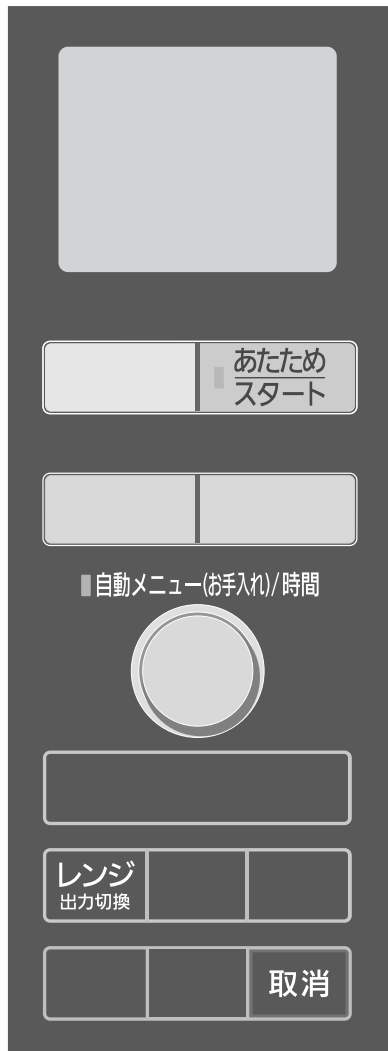 あたため
スタート
自動メニュー(お手入れ)/時間
レンジ
出力切換
取消